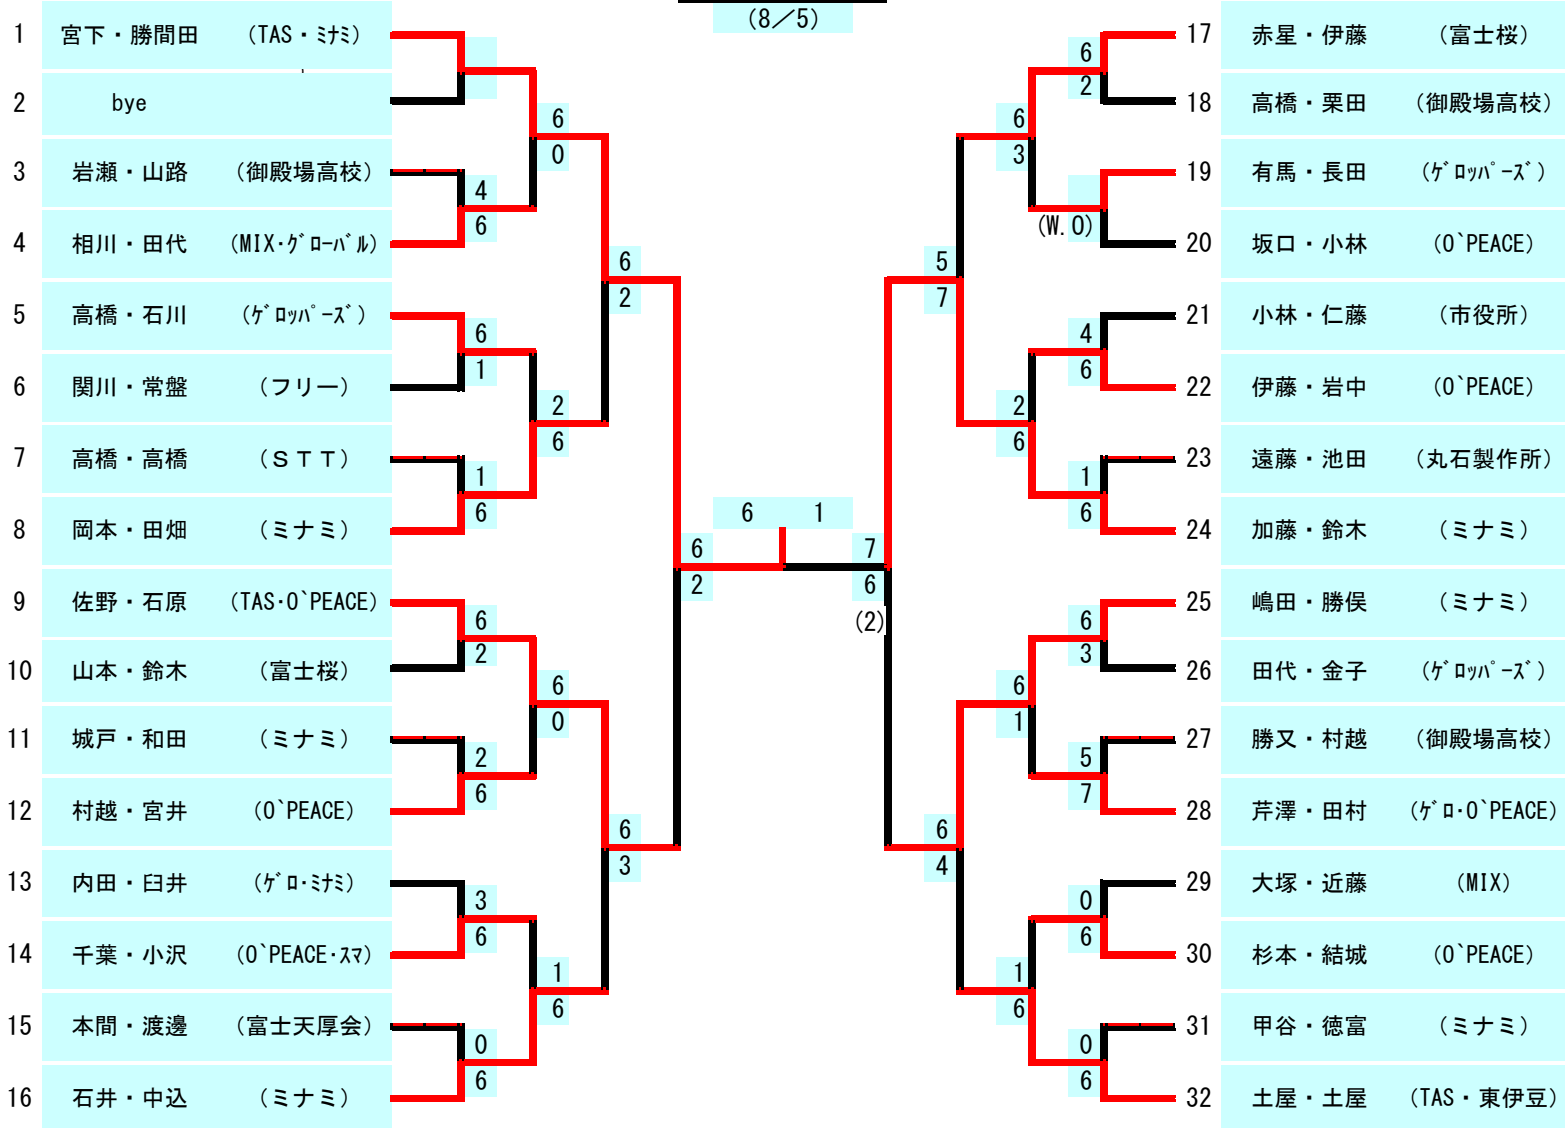 (8／5)
1 宮下・勝間田 (TAS・ﾐﾅﾐ)
2 bye
6 0
3 岩瀬・山路 (御殿場高校)
4 6
4 相川・田代 (MIX･ｸﾞﾛｰﾊﾞﾙ)
6 2
5 高橋・石川 (ｹﾞﾛｯﾊﾟｰｽﾞ)
6 1
6 関川・常盤 (フリー)
2 6
7 高橋・高橋 (ＳＴＴ)
1 6
8 岡本・田畑 (ミナミ)
6 2
9 佐野・石原 (TAS･O`PEACE)
6 2
10 山本・鈴木 (富士桜)
6 0
11 城戸・和田 (ミナミ)
2 6
12 村越・宮井 (O`PEACE)
6 3
13 内田・臼井 (ｹﾞﾛ･ﾐﾅﾐ)
3 6
14 千葉・小沢 (O`PEACE･ｽﾏ)
1 6
15 本間・渡邊 (富士天厚会)
0 6
16 石井・中込 (ミナミ)
6 1
17 赤星・伊藤 (富士桜)
6 2
18 高橋・栗田 (御殿場高校)
6 3
19 有馬・長田 (ｹﾞﾛｯﾊﾟｰｽﾞ)
(W.O)
20 坂口・小林 (O`PEACE)
5 7
21 小林・仁藤 (市役所)
4 6
22 伊藤・岩中 (O`PEACE)
2 6
23 遠藤・池田 (丸石製作所)
1 6
24 加藤・鈴木 (ミナミ)
7 6
(2)
25 嶋田・勝俣 (ミナミ)
6 3
26 田代・金子 (ｹﾞﾛｯﾊﾟｰｽﾞ)
6 1
27 勝又・村越 (御殿場高校)
5 7
28 芹澤・田村 (ｹﾞﾛ･O`PEACE)
6 4
29 大塚・近藤 (MIX)
0 6
30 杉本・結城 (O`PEACE)
1 6
31 甲谷・徳富 (ミナミ)
0 6
32 土屋・土屋 (TAS・東伊豆)